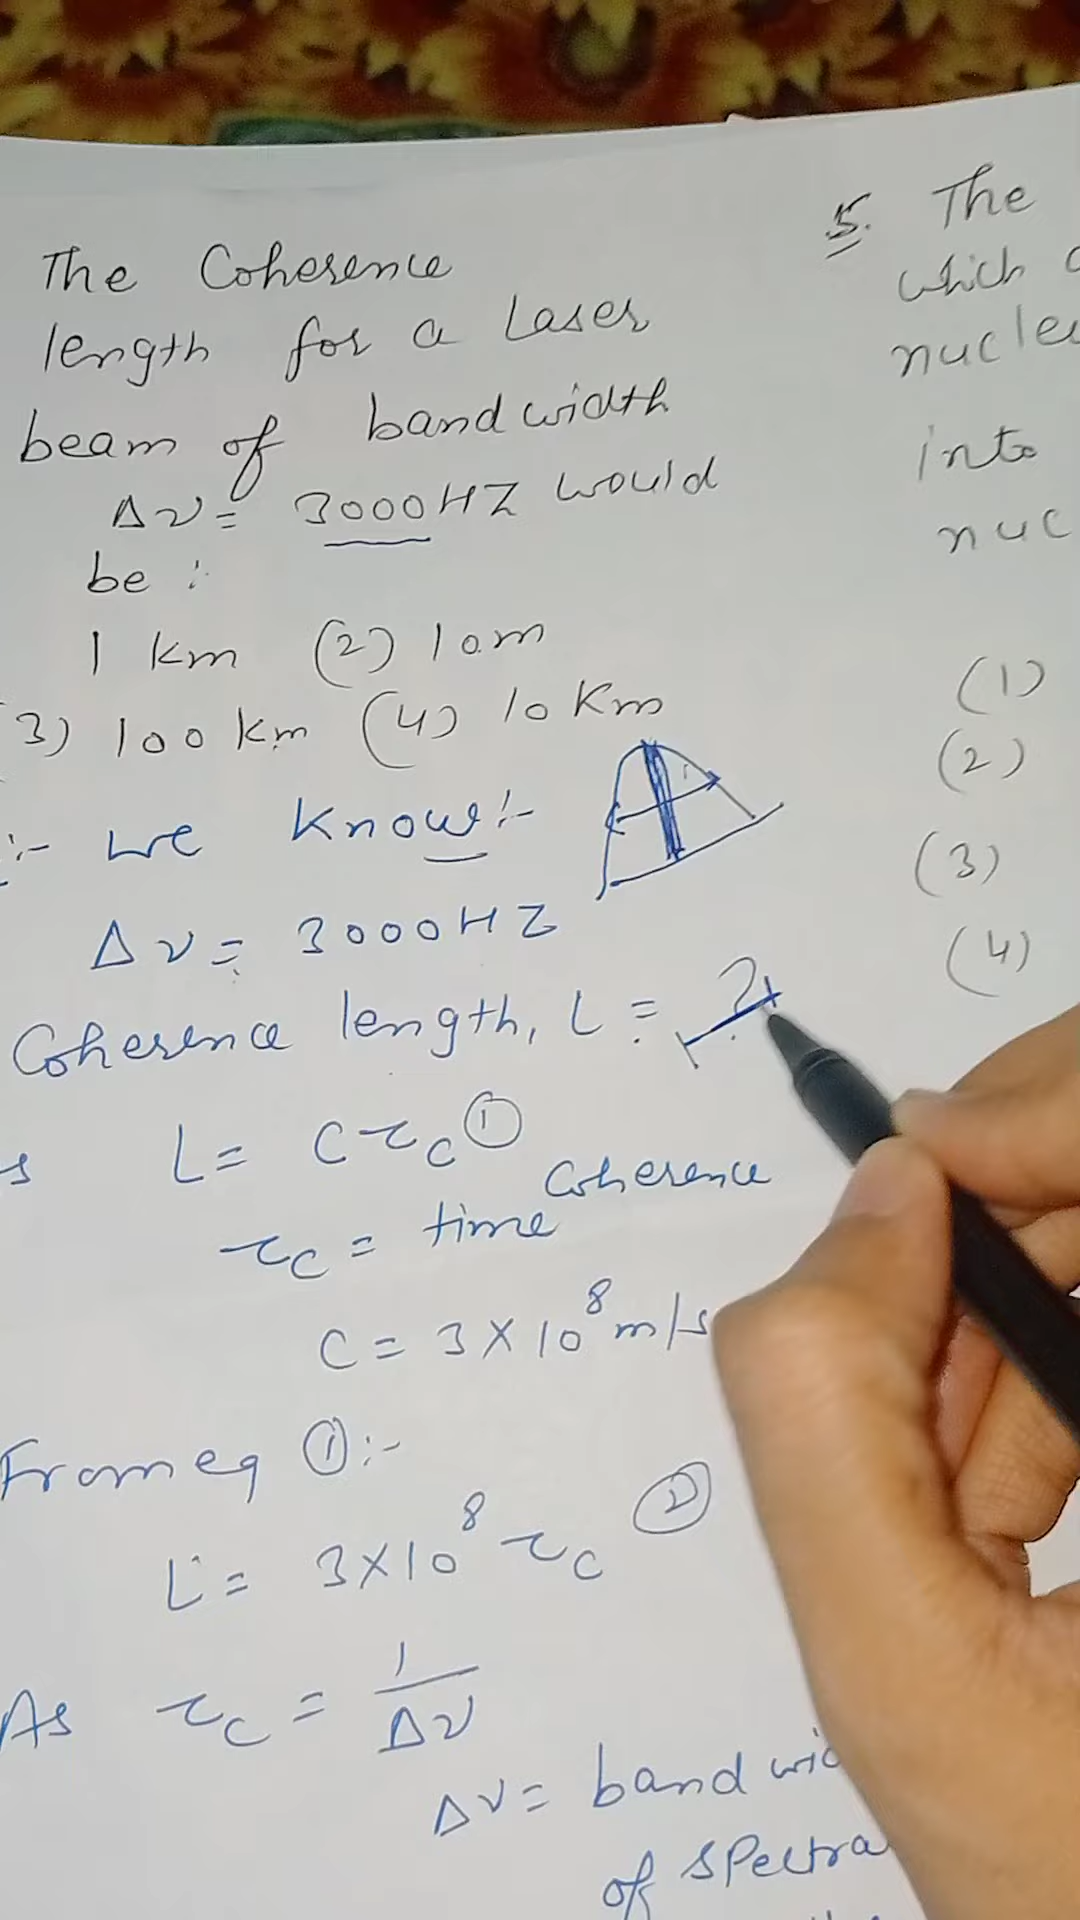 The Coherence
length for a Laser
beam of bandwidth
Δν = 3000HZ would
be :
1 km (2) 10m
3) 100 km (4) 10 Km
:- we know :-
Δν = 3000HZ
Coherence length, L = ?
L = Cτc ①
τc = time coherence
C = 3×10⁸ m/s
From eq ① :-
L = 3×10⁸ τc ②
As τc = 1/Δν
Δν = band wid
of spectra
5. The
which
nucle
into
nuc
(1)
(2)
(3)
(4)